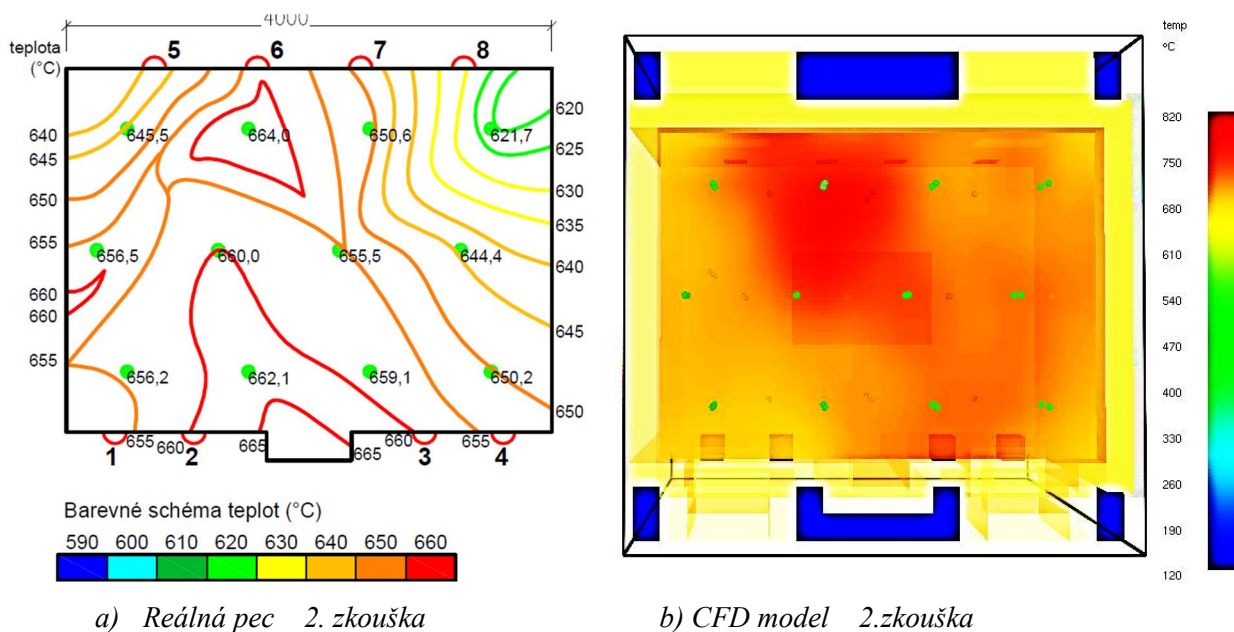 4000
teplota
(°C)
5 6 7 8
620
640 645,5 664,0 650,6 621,7
645 625
650 630
635
655 656,5 660,0 655,5 644,4
640
660
660
645
655 656,2 662,1 659,1 650,2
650
1 655 660 2 665 665 660 3 655 4
Barevné schéma teplot (°C)
590 600 610 620 630 640 650 660
a) Reálná pec 2. zkouška
temp
°C
820
750
680
610
540
470
400
330
260
190
120
b) CFD model 2.zkouška